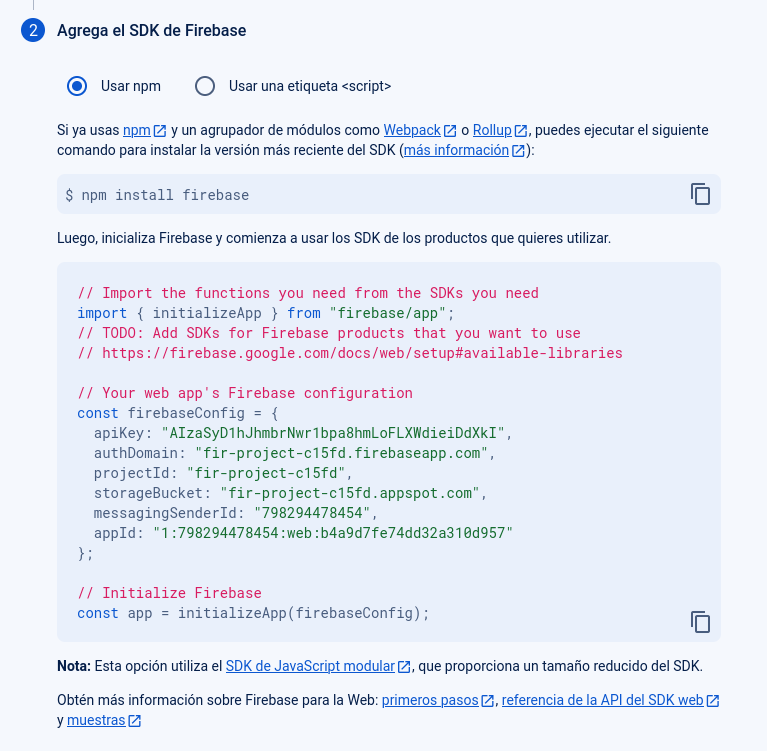 2 Agrega el SDK de Firebase
Usar npm Usar una etiqueta <script>
Si ya usas npm y un agrupador de módulos como Webpack o Rollup, puedes ejecutar el siguiente
comando para instalar la versión más reciente del SDK (más información):
$ npm install firebase
Luego, inicializa Firebase y comienza a usar los SDK de los productos que quieres utilizar.
// Import the functions you need from the SDKs you need
import { initializeApp } from "firebase/app";
// TODO: Add SDKs for Firebase products that you want to use
// https://firebase.google.com/docs/web/setup#available-libraries
// Your web app's Firebase configuration
const firebaseConfig = {
apiKey: "AIzaSyD1hJhmbrNwr1bpa8hmLoFLXWdieiDdXkI",
authDomain: "fir-project-c15fd.firebaseapp.com",
projectId: "fir-project-c15fd",
storageBucket: "fir-project-c15fd.appspot.com",
messagingSenderId: "798294478454",
appId: "1:798294478454:web:b4a9d7fe74dd32a310d957"
};
// Initialize Firebase
const app = initializeApp(firebaseConfig);
Nota: Esta opción utiliza el SDK de JavaScript modular, que proporciona un tamaño reducido del SDK.
Obtén más información sobre Firebase para la Web: primeros pasos, referencia de la API del SDK web
y muestras